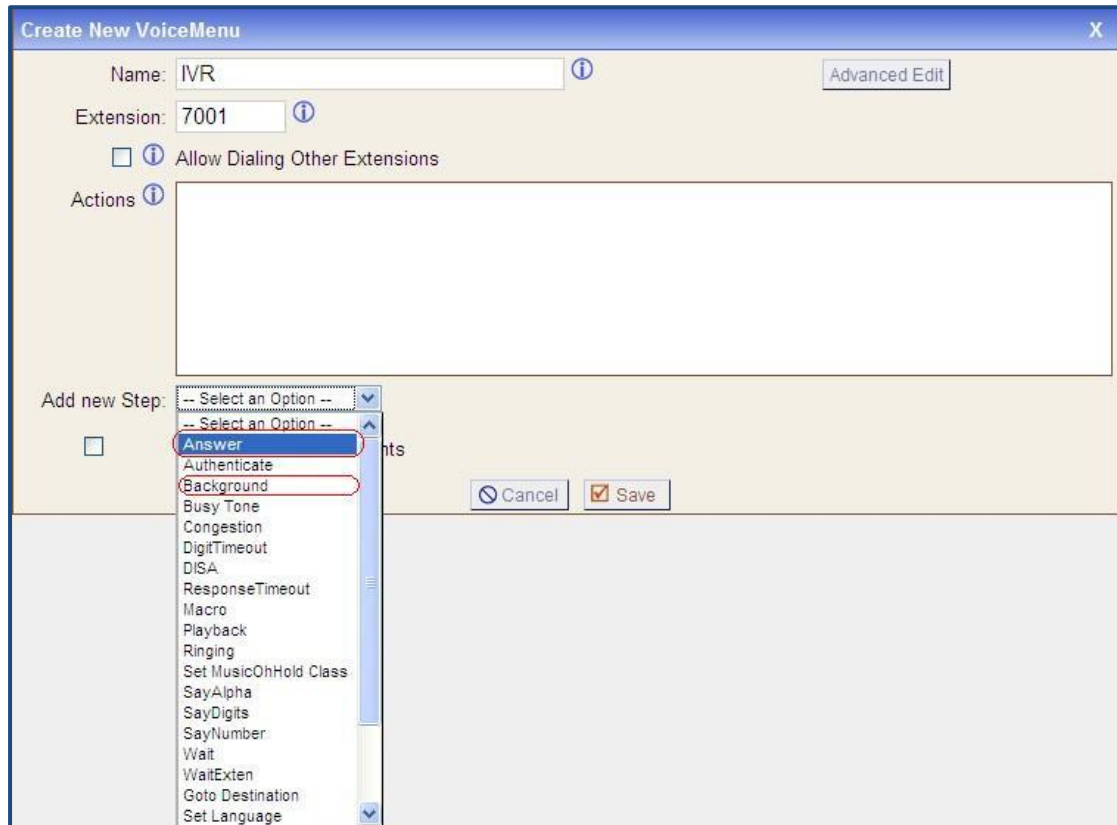 Create New VoiceMenu X
Name: IVR Advanced Edit
Extension: 7001
Allow Dialing Other Extensions
Actions
Add new Step: -- Select an Option --
-- Select an Option --
Answer
Authenticate
Background
Busy Tone
Congestion
DigitTimeout
DISA
ResponseTimeout
Macro
Playback
Ringing
Set MusicOhHold Class
SayAlpha
SayDigits
SayNumber
Wait
WaitExten
Goto Destination
Set Language
nts
Cancel Save